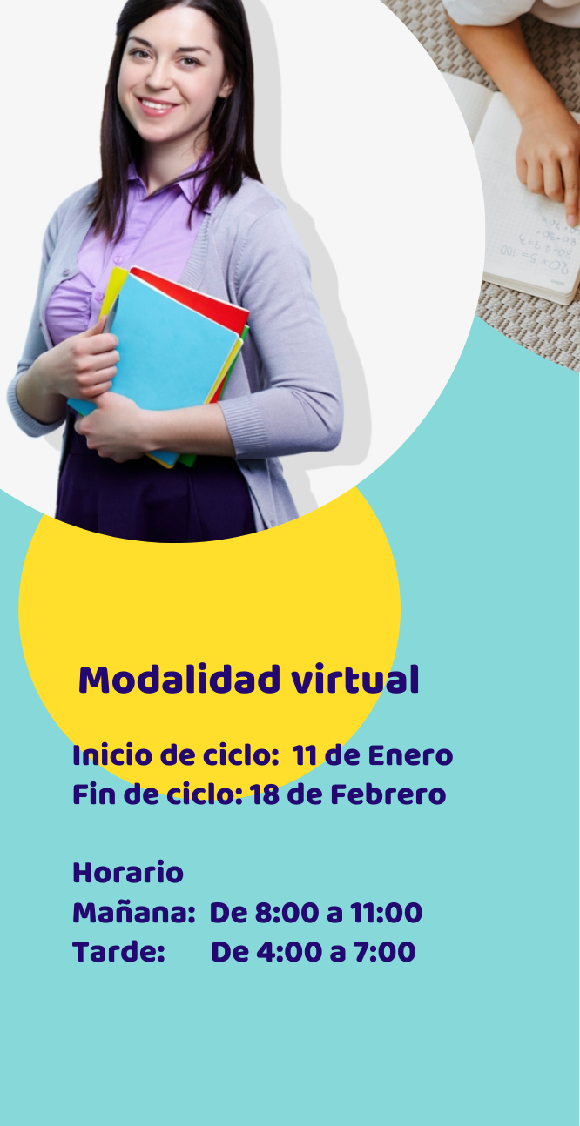 Modalidad virtual
Inicio de ciclo: 11 de Enero
Fin de ciclo: 18 de Febrero
Horario
Mañana: De 8:00 a 11:00
Tarde: De 4:00 a 7:00